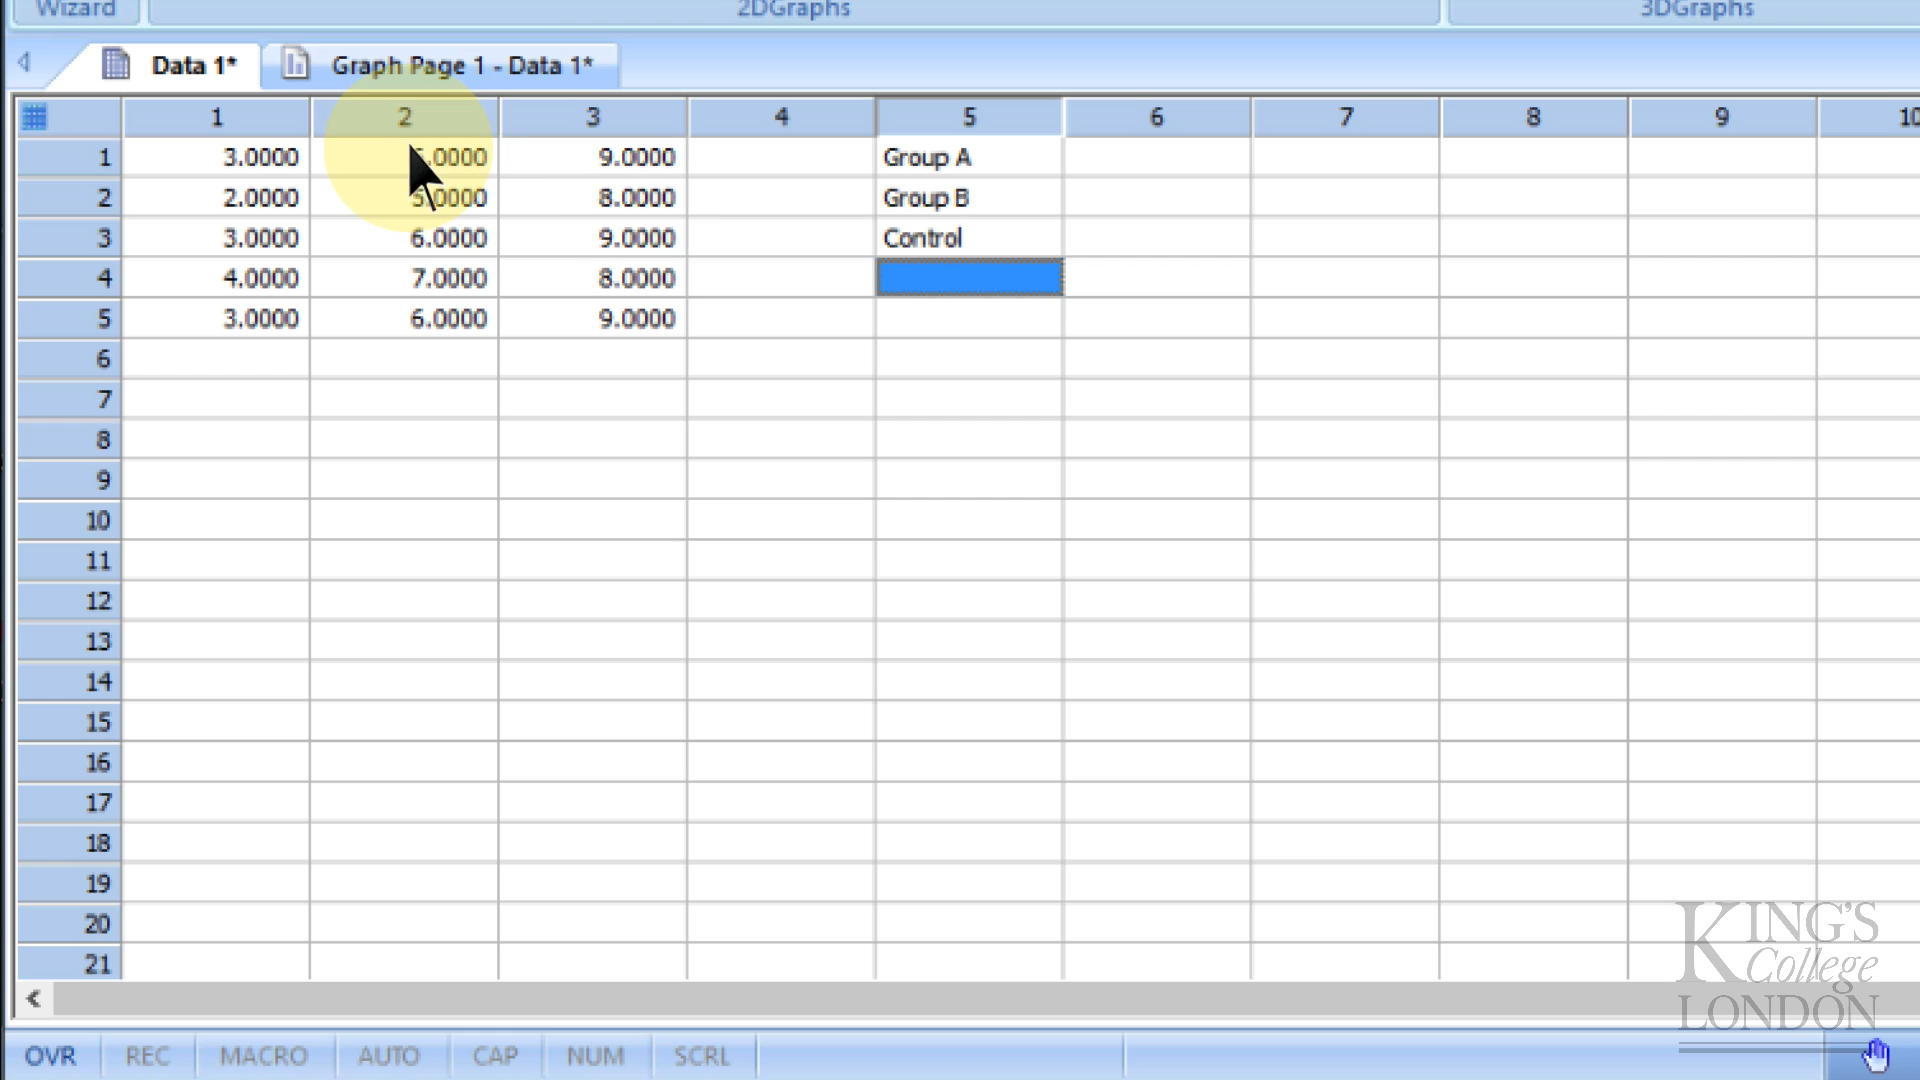 Wizard 2DGraphs 3DGraphs
Data 1* Graph Page 1 - Data 1*
1 2 3 4 5 6 7 8 9 10
1 3.0000 .0000 9.0000 Group A
2 2.0000 5.0000 8.0000 Group B
3 3.0000 6.0000 9.0000 Control
4 4.0000 7.0000 8.0000
5 3.0000 6.0000 9.0000
6
7
8
9
10
11
12
13
14
15
16
17
18
19
20
21
KING'S
College
LONDON
OVR REC MACRO AUTO CAP NUM SCRL